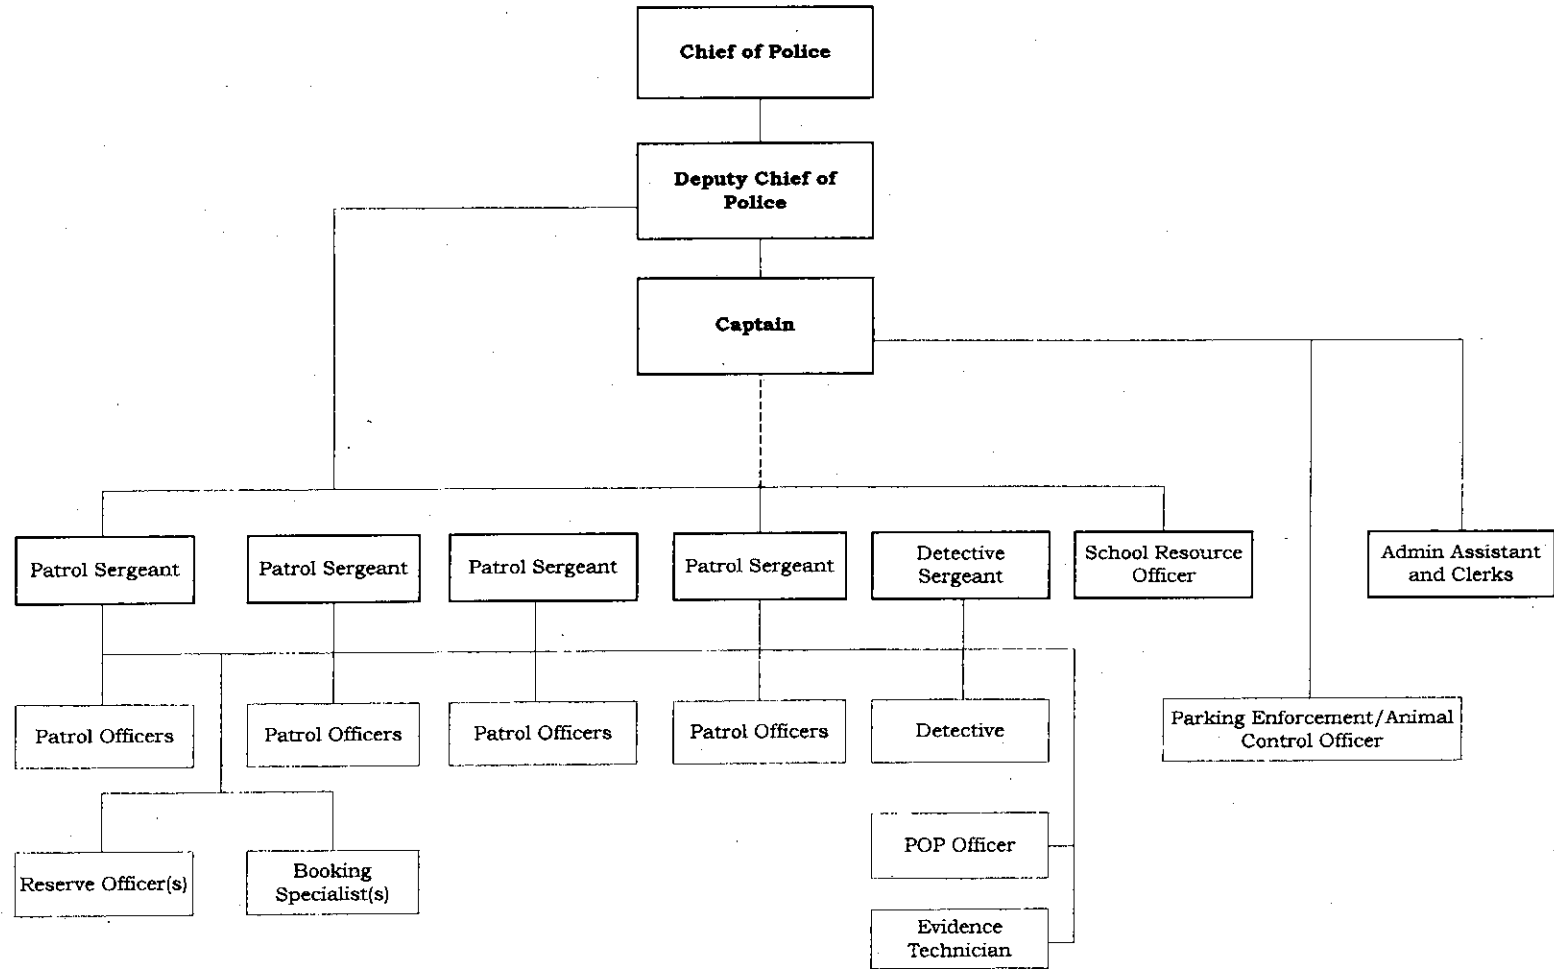 Chief of Police
Deputy Chief of
Police
Captain
Patrol Sergeant
Patrol Sergeant
Patrol Sergeant
Patrol Sergeant
Detective
Sergeant
School Resource
Officer
Admin Assistant
and Clerks
Patrol Officers
Patrol Officers
Patrol Officers
Patrol Officers
Detective
Parking Enforcement/Animal
Control Officer
POP Officer
Reserve Officer(s)
Booking
Specialist(s)
Evidence
Technician